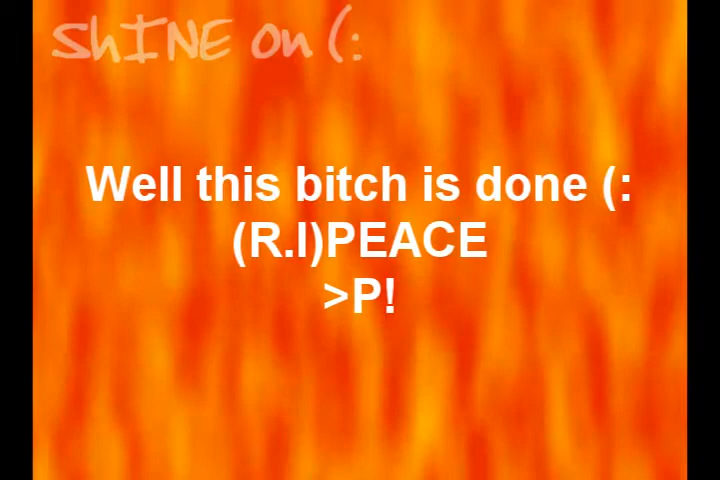 ShINE on (:
Well this bitch is done (:
(R.I)PEACE
>P!